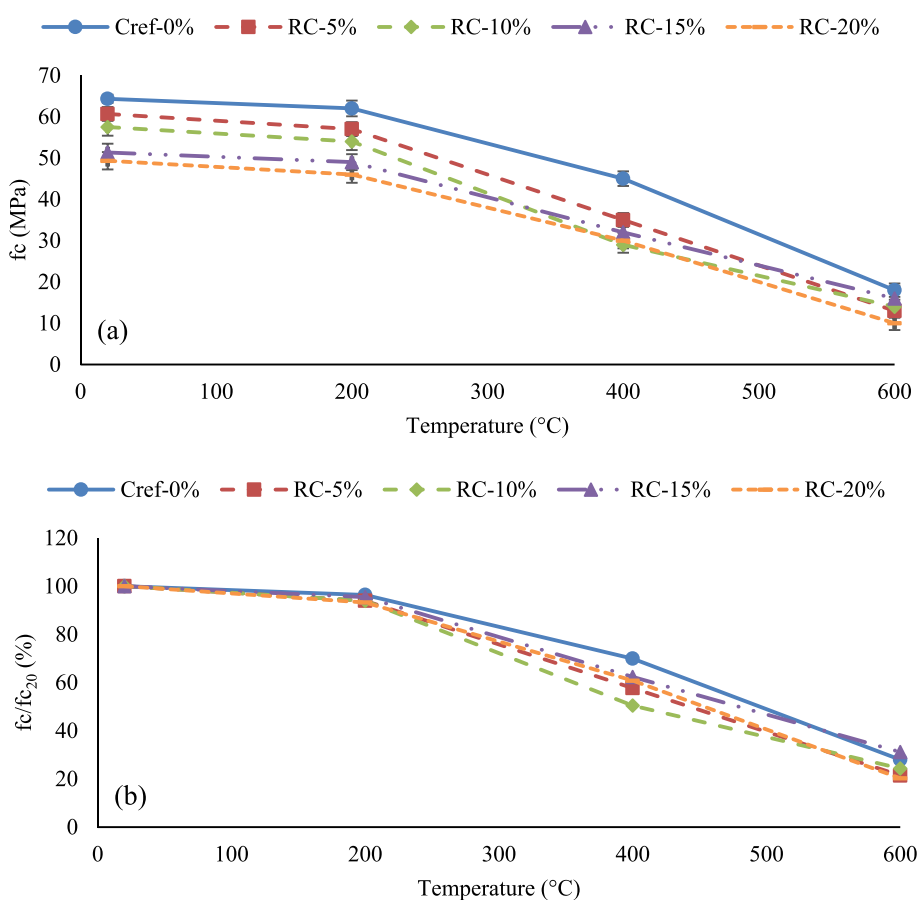 Cref-0% RC-5% RC-10% RC-15% RC-20%
70
60
50
40
30
20
10
0
fc (MPa)
(a)
0 100 200 300 400 500 600
Temperature (°C)
Cref-0% RC-5% RC-10% RC-15% RC-20%
120
100
80
60
40
20
0
fc/fc₂₀ (%)
(b)
0 100 200 300 400 500 600
Temperature (°C)